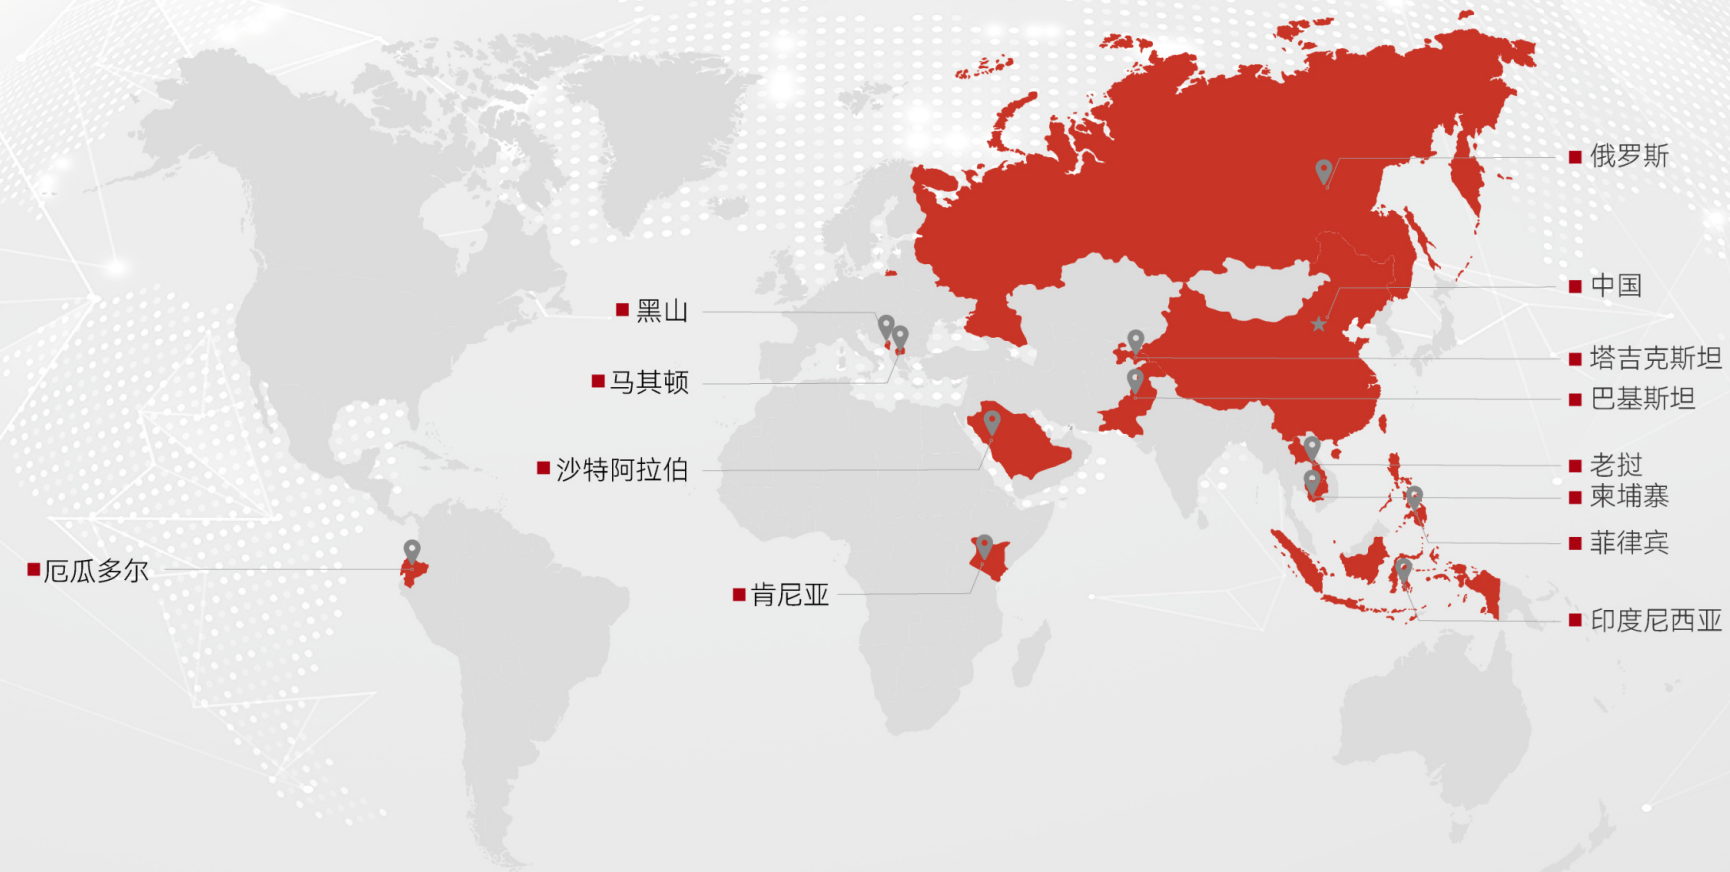 俄罗斯
中国
黑山
塔吉克斯坦
马其顿
巴基斯坦
沙特阿拉伯
老挝
柬埔寨
菲律宾
厄瓜多尔
肯尼亚
印度尼西亚